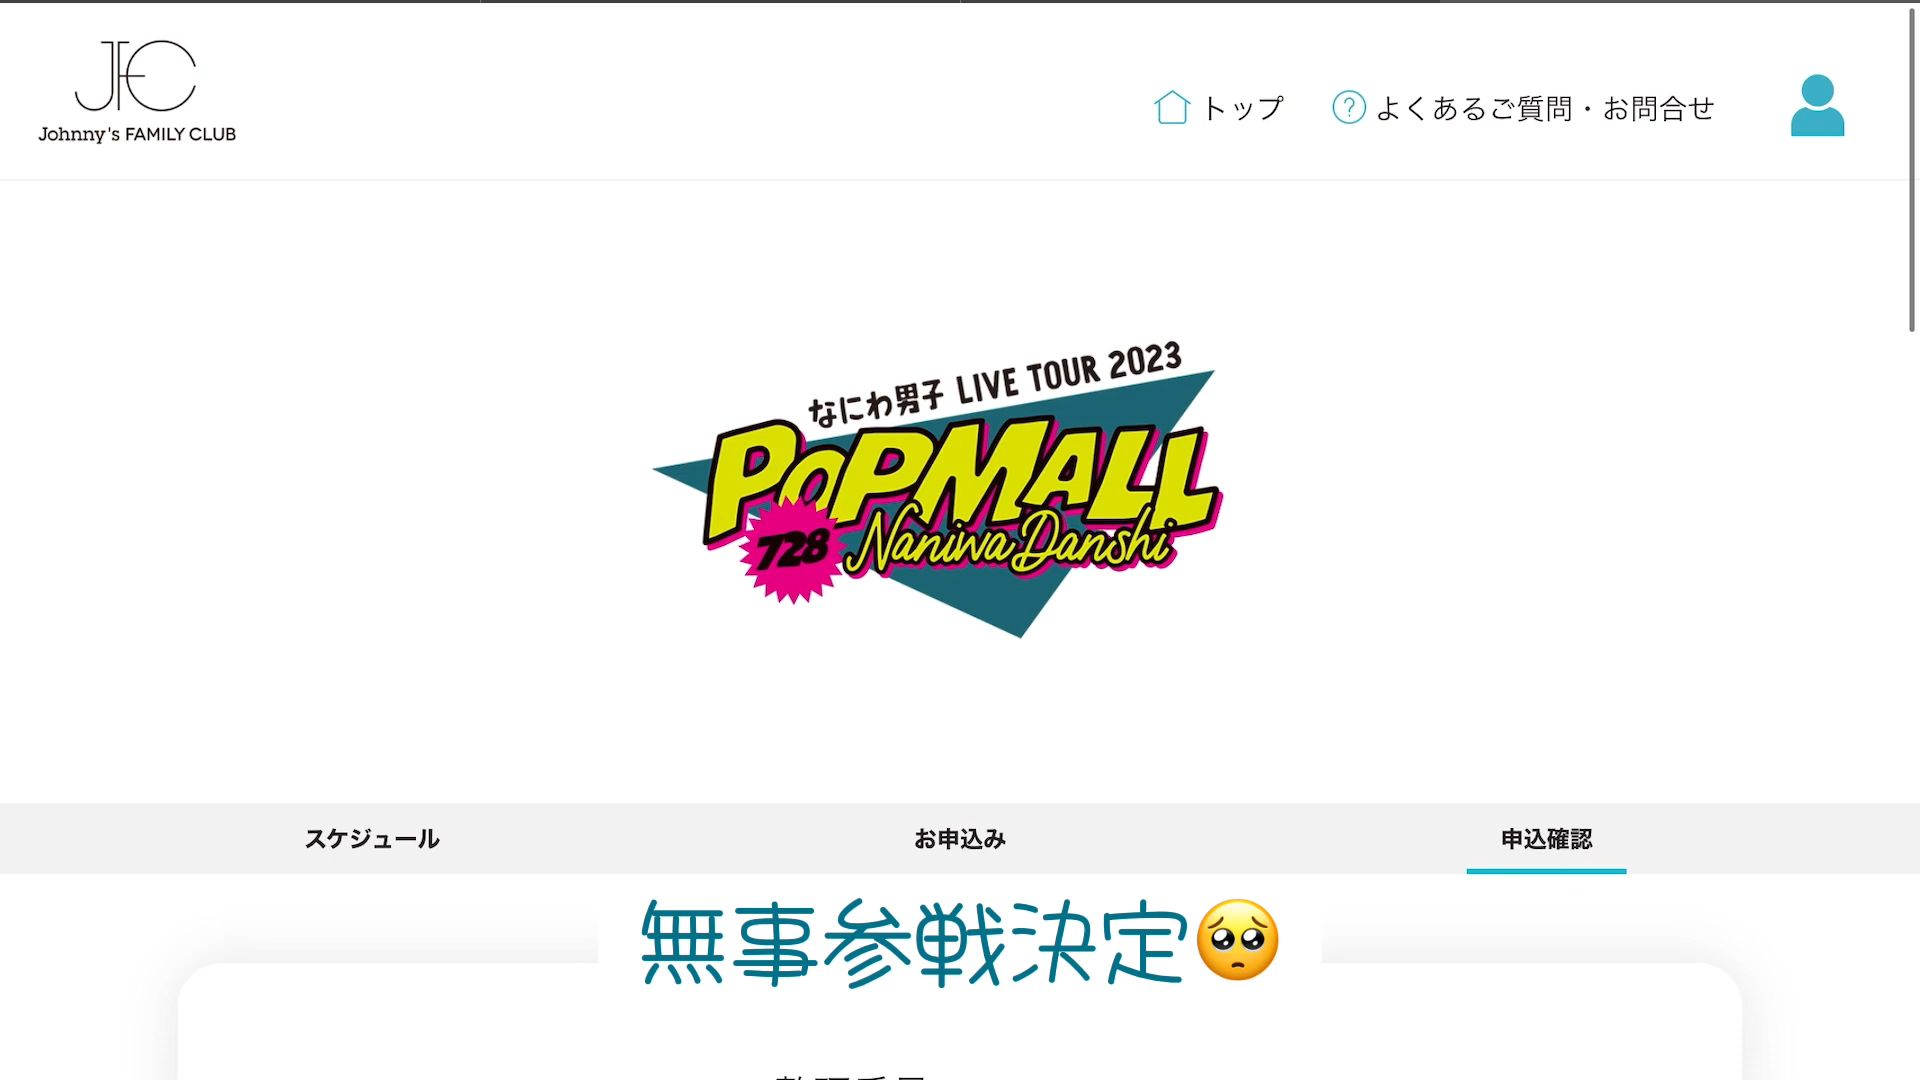 JFC
Johnny's FAMILY CLUB
トップ
? よくあるご質問・お問合せ
なにわ男子 LIVE TOUR 2023
POPMALL
728 Naniwa Danshi
スケジュール
お申込み
申込確認
無事参戦決定🥺